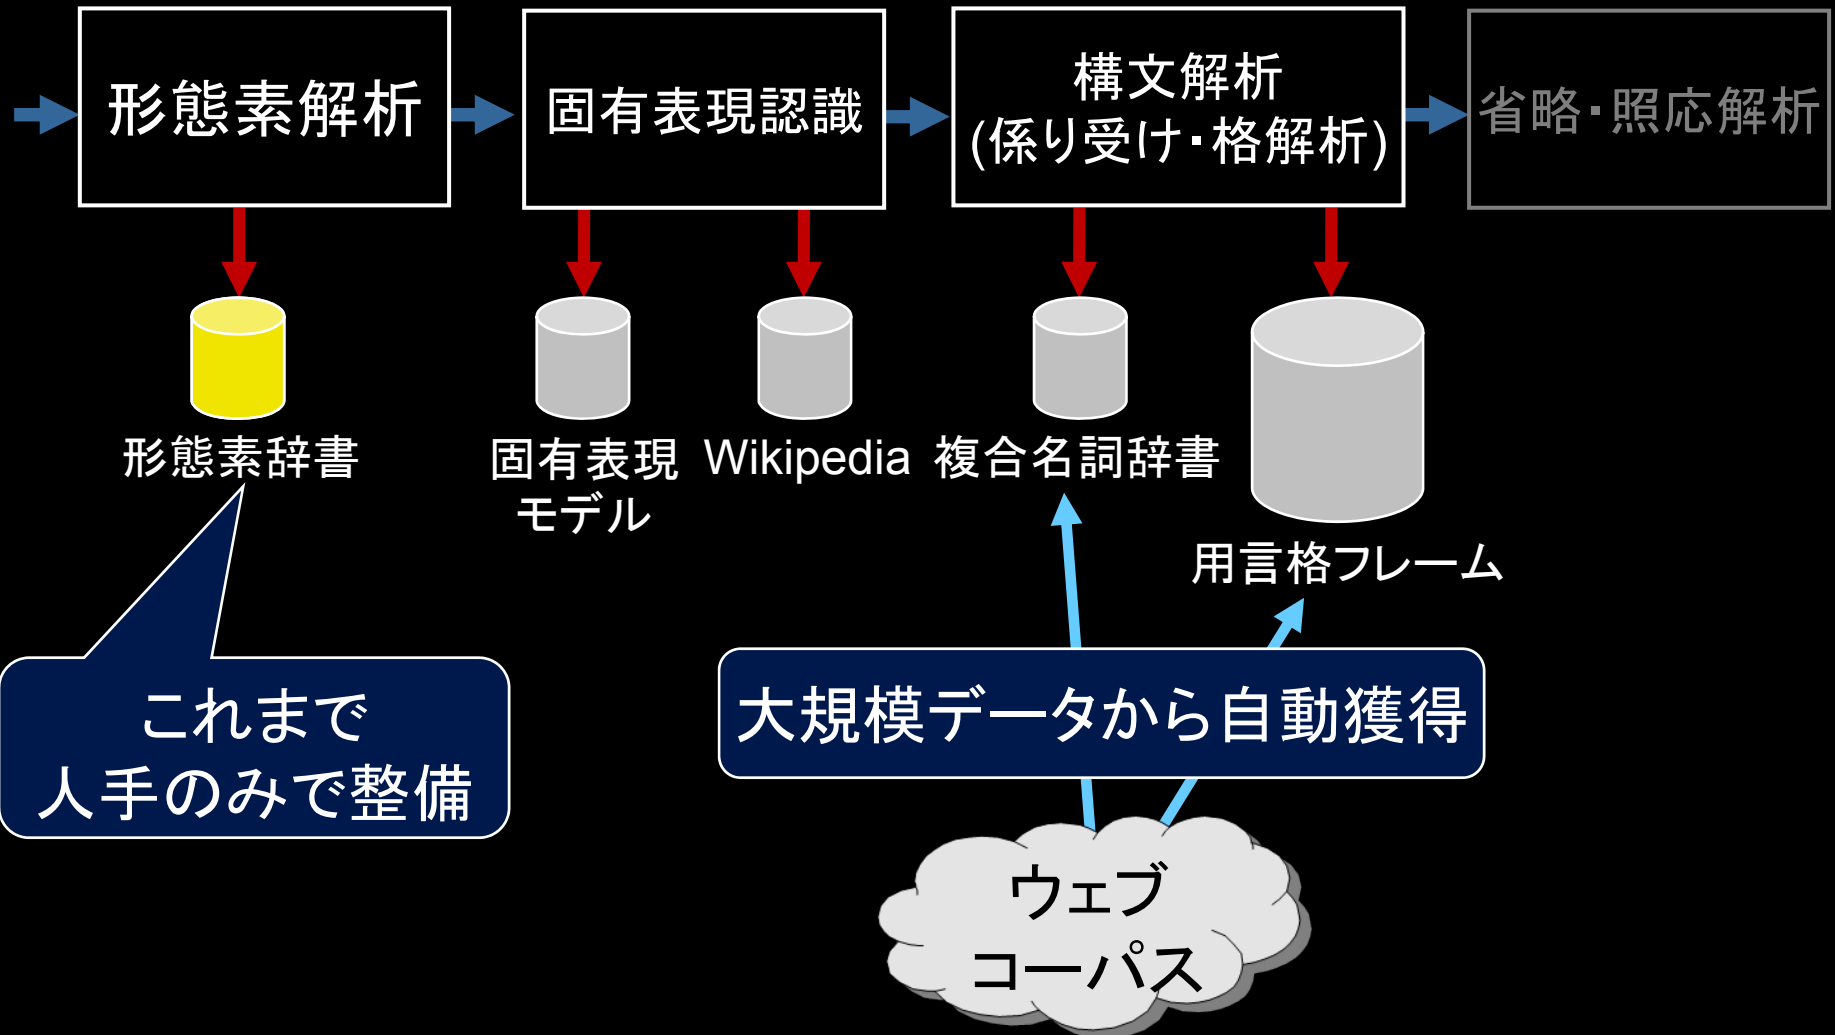 形態素解析
固有表現認識
構文解析
(係り受け・格解析)
省略・照応解析
形態素辞書
固有表現
モデル
Wikipedia
複合名詞辞書
用言格フレーム
これまで
人手のみで整備
大規模データから自動獲得
ウェブ
コーパス